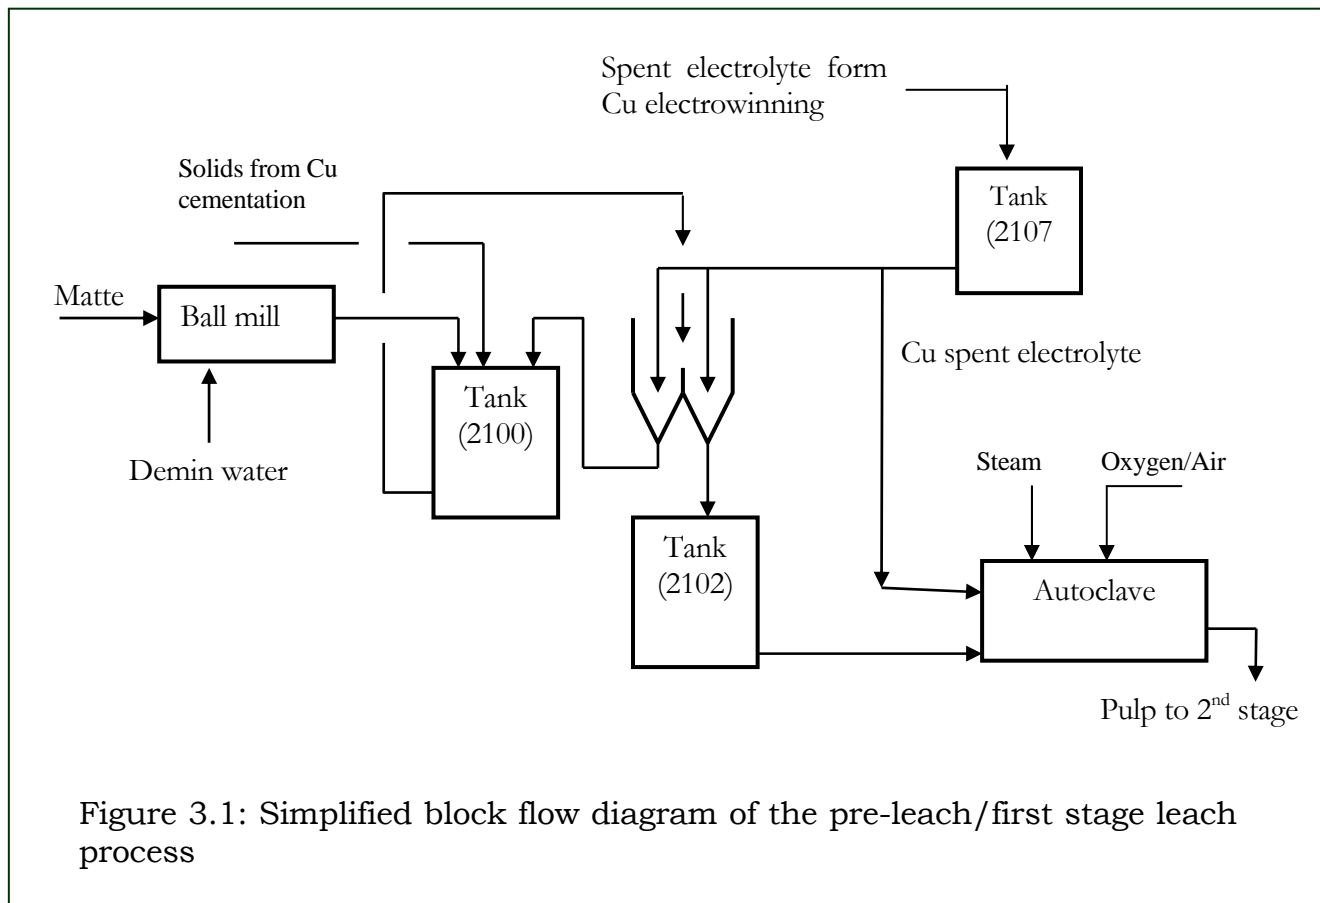 Spent electrolyte form
Cu electrowinning
Solids from Cu
cementation
Tank
(2107
Matte
Ball mill
Cu spent electrolyte
Tank
(2100)
Demin water
Steam
Oxygen/Air
Tank
(2102)
Autoclave
Pulp to 2nd stage
Figure 3.1: Simplified block flow diagram of the pre-leach/first stage leach
process